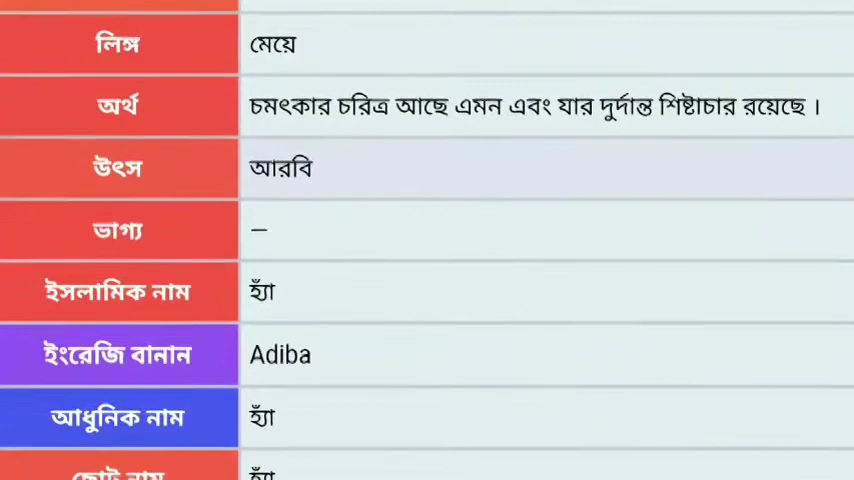 লিঙ্গ মেয়ে
অর্থ চমৎকার চরিত্র আছে এমন এবং যার দুর্দান্ত শিষ্টাচার রয়েছে ।
উৎস আরবি
ভাগ্য –
ইসলামিক নাম হ্যাঁ
ইংরেজি বানান Adiba
আধুনিক নাম হ্যাঁ
ছোট নাম হ্যাঁ